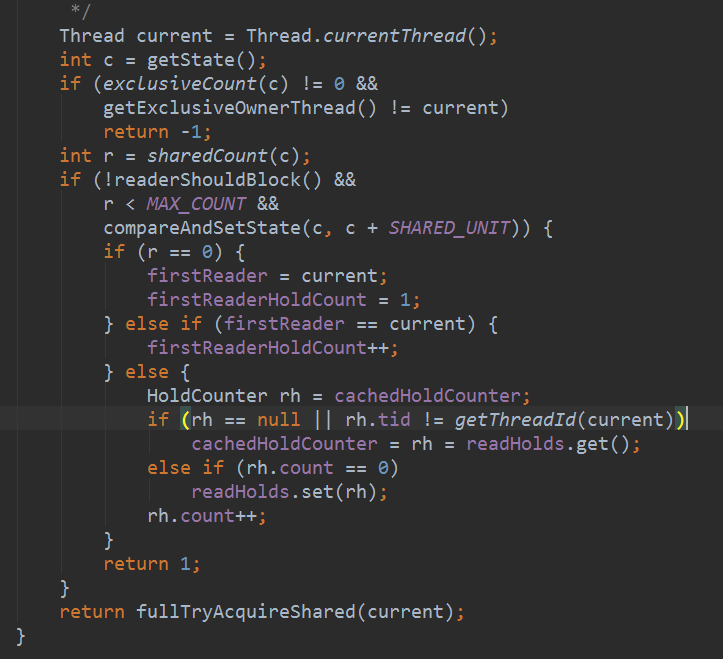 */
    Thread current = Thread.currentThread();
    int c = getState();
    if (exclusiveCount(c) != 0 &&
        getExclusiveOwnerThread() != current)
        return -1;
    int r = sharedCount(c);
    if (!readerShouldBlock() &&
        r < MAX_COUNT &&
        compareAndSetState(c, c + SHARED_UNIT)) {
        if (r == 0) {
            firstReader = current;
            firstReaderHoldCount = 1;
        } else if (firstReader == current) {
            firstReaderHoldCount++;
        } else {
            HoldCounter rh = cachedHoldCounter;
            if (rh == null || rh.tid != getThreadId(current))
                cachedHoldCounter = rh = readHolds.get();
            else if (rh.count == 0)
                readHolds.set(rh);
            rh.count++;
        }
        return 1;
    }
    return fullTryAcquireShared(current);
}